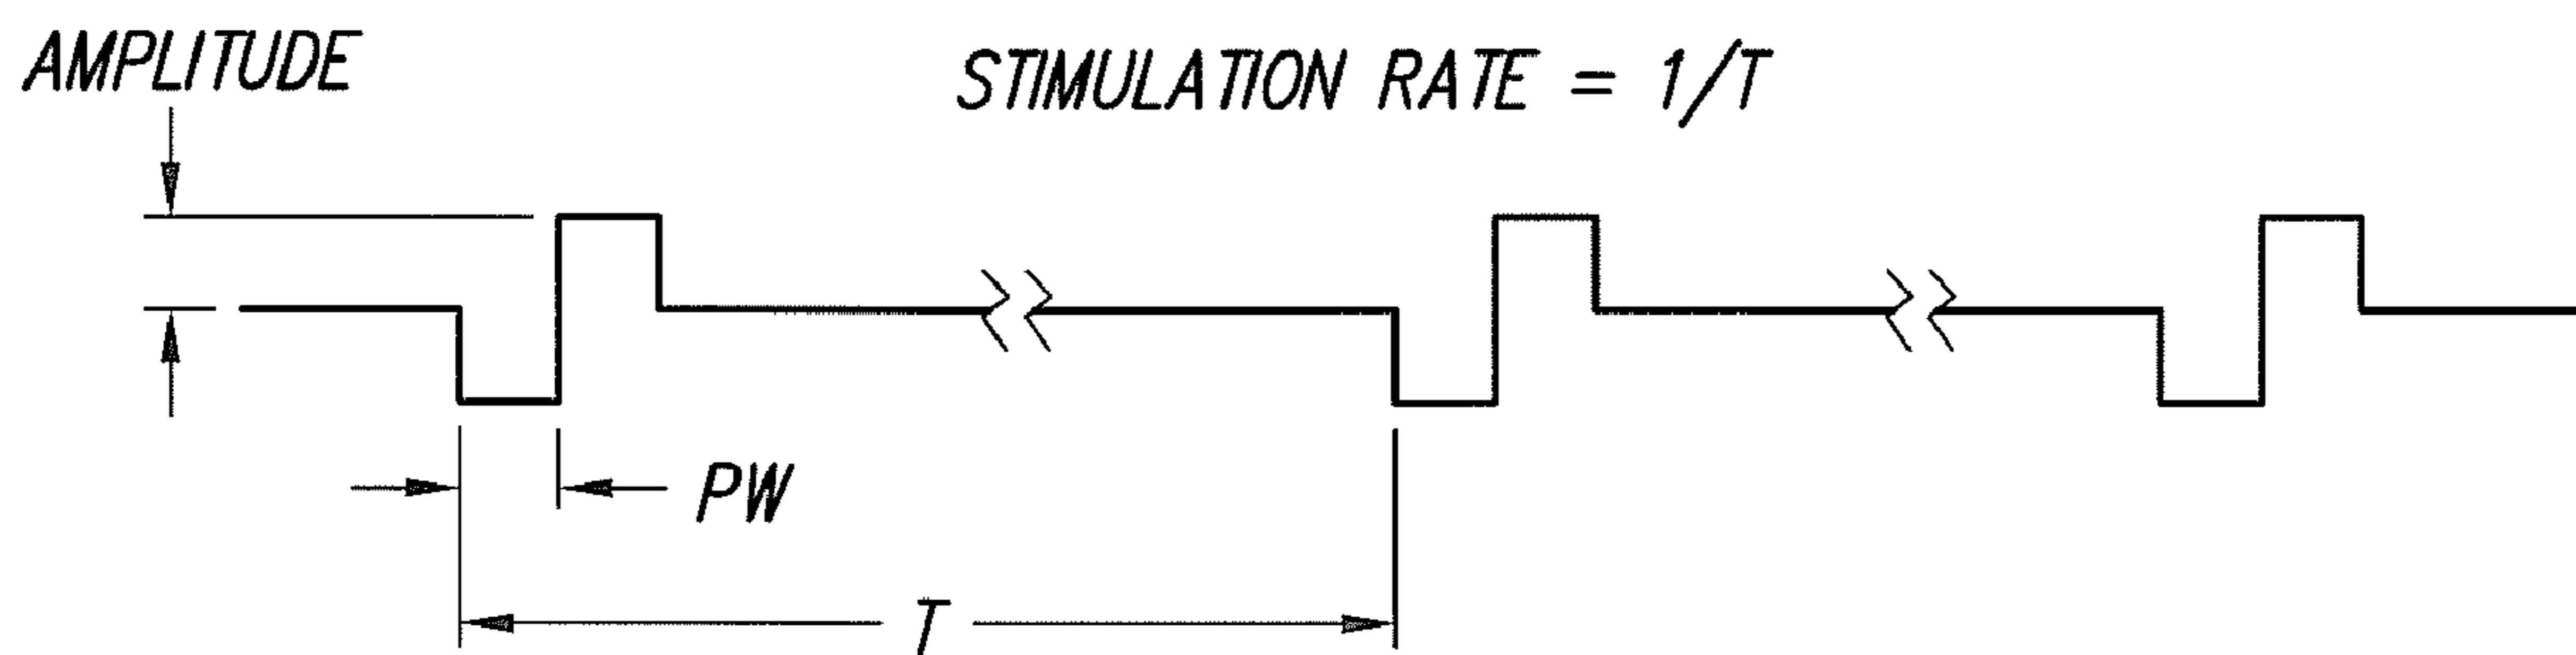 AMPLITUDE
STIMULATION RATE = 1/T
PW
T